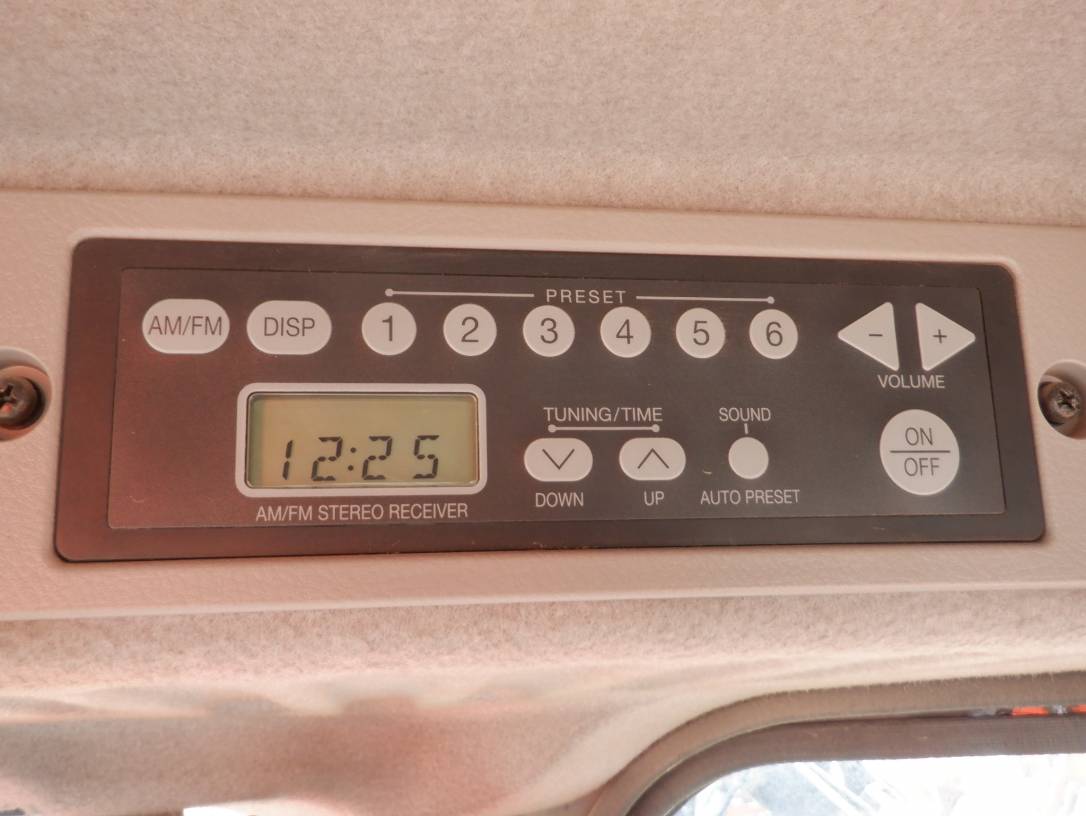 PRESET
AM/FM DISP 1 2 3 4 5 6 - +
VOLUME
TUNING/TIME SOUND
ON
OFF
12:25
DOWN UP AUTO PRESET
AM/FM STEREO RECEIVER